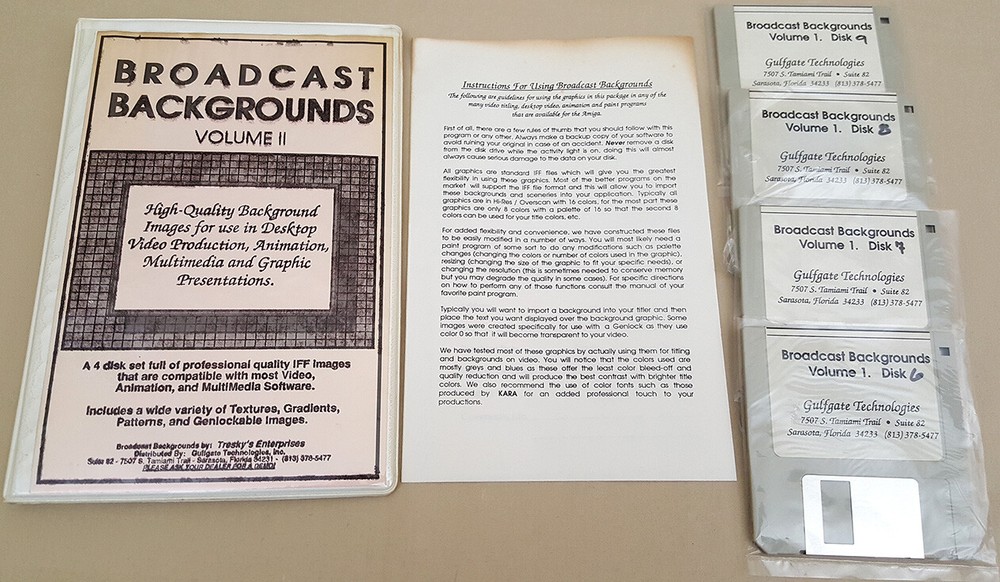 BROADCAST
BACKGROUNDS
VOLUME II
High-Quality Background
Images for use in Desktop
Video Production, Animation,
Multimedia and Graphic
Presentations.
A 4 disk set full of professional quality IFF images
that are compatible with most Video,
Animation, and MultiMedia Software.
Includes a wide variety of Textures, Gradients,
Patterns, and Genlockable Images.
Broadcast Backgrounds by: Tresky's Enterprises
Distributed By: Gulfgate Technologies, Inc.
Suite 82 - 7507 S. Tamiami Trail - Sarasota, Florida 34231 - (813) 378-5477
PLEASE ASK YOUR DEALER FOR A DEMO!
Instructions For Using Broadcast Backgrounds
The following are guidelines for using the graphics in this package in any of the
many video titling, desktop video, animation and paint programs
that are available for the Amiga.
First of all, there are a few rules of thumb that you should follow with this
program or any other. Always make a backup copy of your software to
avoid ruining your original in case of an accident. Never remove a disk
from the disk drive while the activity light is on, doing this will almost
always cause serious damage to the data on your disk.
All graphics are standard IFF files which will give you the greatest
flexibility in using these graphics. Most of the better programs on the
market will support the IFF file format and this will allow you to import
these backgrounds and sceneries into your application. Typically all
graphics are in Hi-Res / Overscan with 16 colors, for the most part these
graphics are only 8 colors with a palette of 16 so that the second 8
colors can be used for your title colors, etc.
For added flexibility and convenience, we have constructed these files
to be easily modified in a number of ways. You will most likely need a
paint program of some sort to do any modifications such as palette
changes (changing the colors or number of colors used in the graphic),
resizing (changing the size of the graphic to fit your specific needs), or
changing the resolution (this is sometimes needed to conserve memory
but you may degrade the quality in some cases). For specific directions
on how to perform any of those functions consult the manual of your
favorite paint program.
Typically you will want to import a background into your titler and then
place the text you want displayed over the background graphic. Some
images were created specifically for use with a Genlock as they use
color 0 so that it will become transparent to your video.
We have tested most of these graphics by actually using them for titling
and backgrounds on video. You will notice that the colors used are
mostly greys and blues as these offer the least color bleed-off and
quality reduction and will produce the best contrast with brighter title
colors. We also recommend the use of color fonts such as those
produced by KARA for an added professional touch to your
productions.
Broadcast Backgrounds
Volume 1. Disk 9
Gulfgate Technologies
7507 S. Tamiami Trail • Suite 82
Sarasota, Florida 34233 (813)378-5477
Broadcast Backgrounds
Volume 1. Disk 8
Gulfgate Technologies
7507 S. Tamiami Trail • Suite 82
Sarasota, Florida 34233 (813)378-5477
Broadcast Backgrounds
Volume 1. Disk 7
Gulfgate Technologies
7507 S. Tamiami Trail • Suite 82
Sarasota, Florida 34233 (813)378-5477
Broadcast Backgrounds
Volume 1. Disk 6
Gulfgate Technologies
7507 S. Tamiami Trail • Suite 82
Sarasota, Florida 34233 (813)378-5477